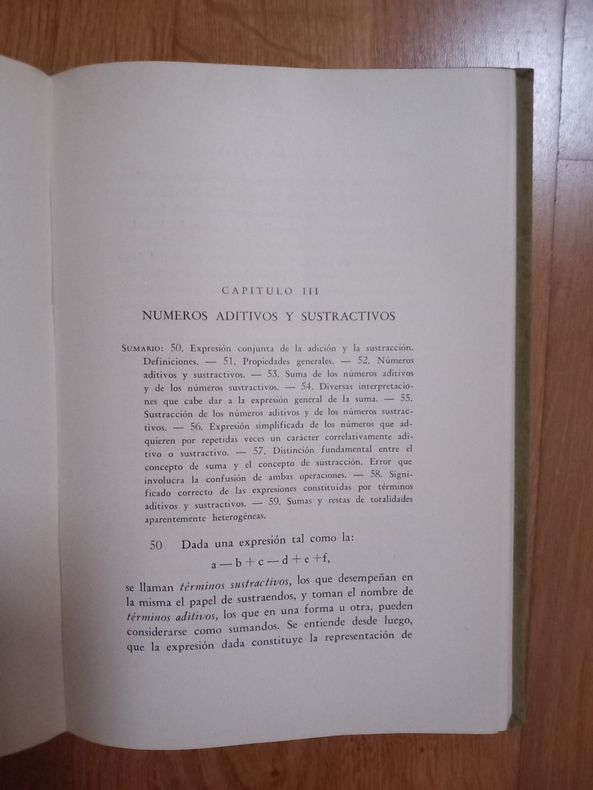 CAPITULO III
NUMEROS ADITIVOS Y SUSTRACTIVOS
SUMARIO: 50. Expresión conjunta de la adición y la sustracción.
Definiciones. — 51. Propiedades generales. — 52. Números
aditivos y sustractivos. — 53. Suma de los números aditivos
y de los números sustractivos. — 54. Diversas interpretacio-
nes que cabe dar a la expresión general de la suma. — 55.
Sustracción de los números aditivos y de los números sustrac-
tivos. — 56. Expresión simplificada de los números que ad-
quieren por repetidas veces un carácter correlativamente adi-
tivo o sustractivo. — 57. Distinción fundamental entre el
concepto de suma y el concepto de sustracción. Error que
involucra la confusión de ambas operaciones. — 58. Signi-
ficado correcto de las expresiones constituídas por términos
aditivos y sustractivos. — 59. Sumas y restas de totalidades
aparentemente heterogéneas.
50 Dada una expresión tal como la:
a — b + c — d + e + f,
se llaman términos sustractivos, los que desempeñan en
la misma el papel de sustraendos, y toman el nombre de
términos aditivos, los que en una forma u otra, pueden
considerarse como sumandos. Se entiende desde luego,
que la expresión dada constituye la representación de